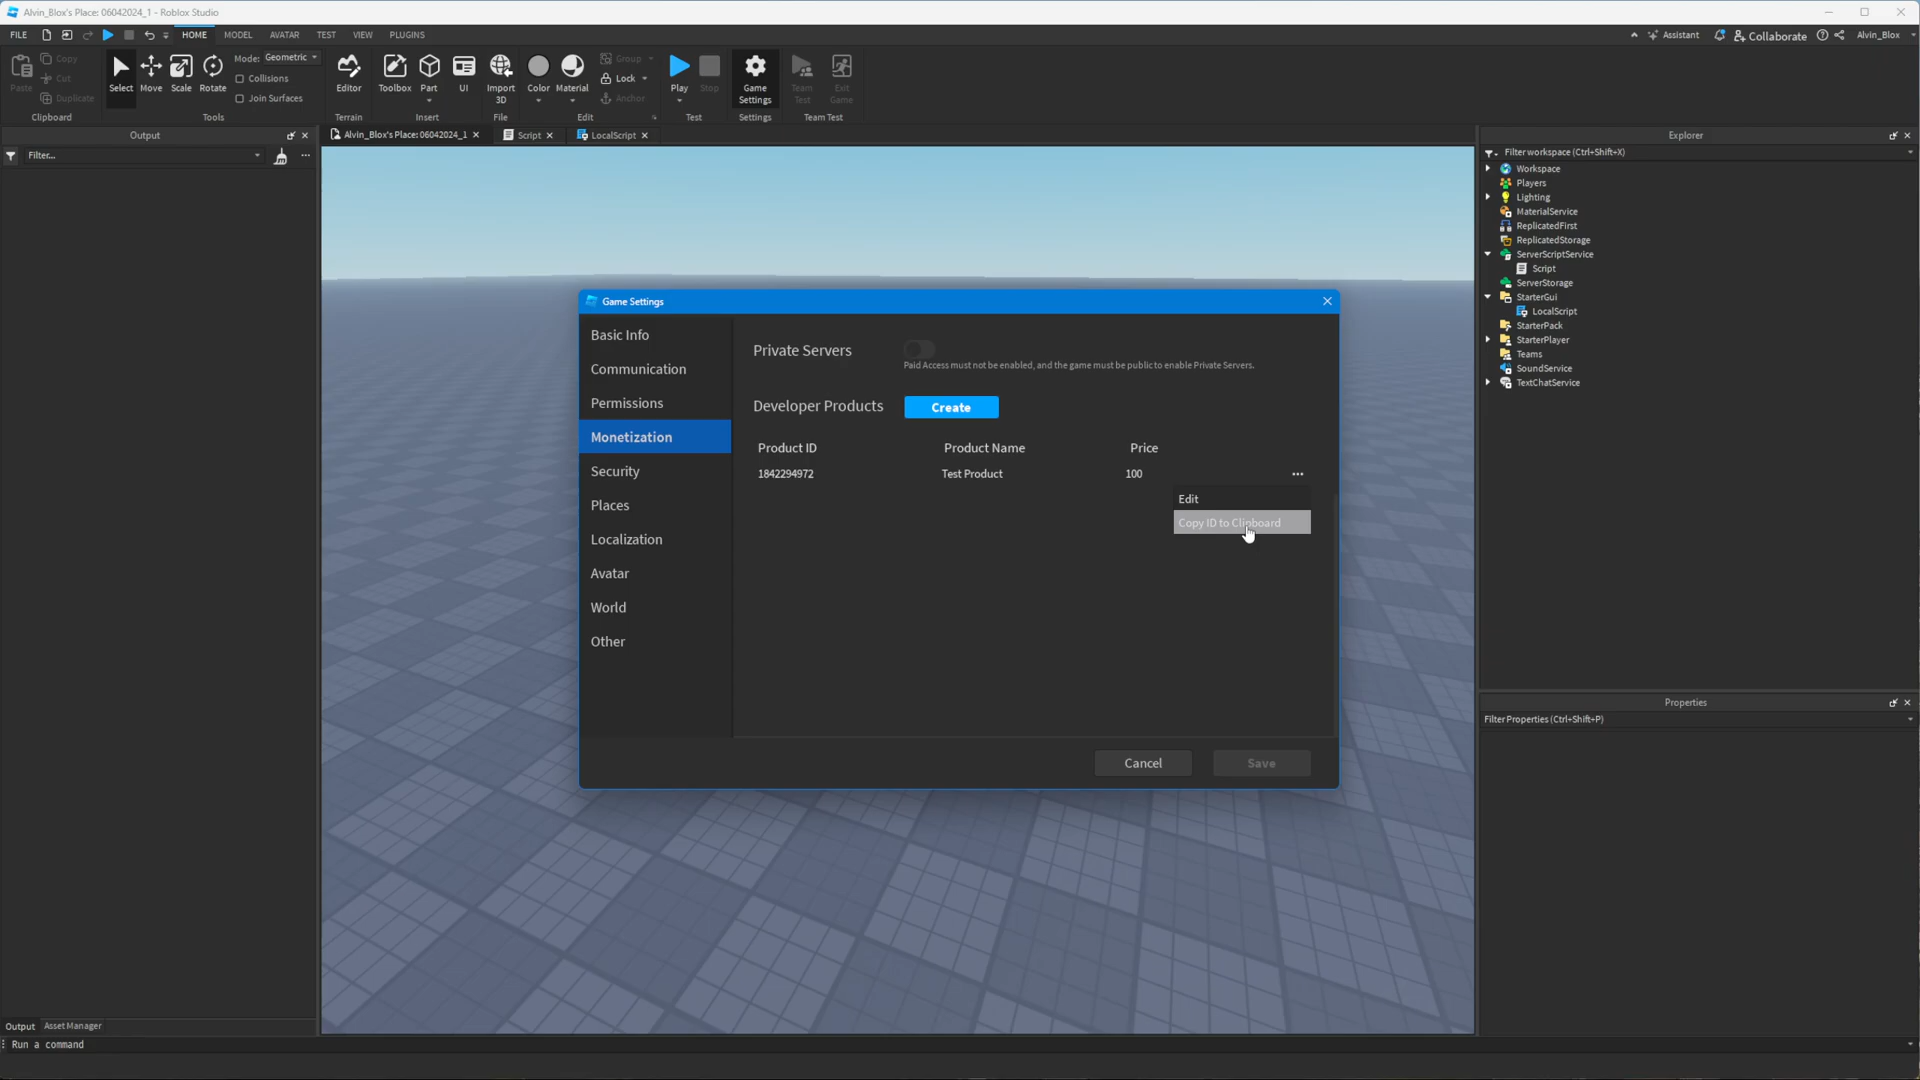 Alvin_Blox's Place: 06042024_1 - Roblox Studio
FILE HOME MODEL AVATAR TEST VIEW PLUGINS
Assistant Collaborate Alvin_Blox
Paste Copy Cut Duplicate
Clipboard
Select Move Scale Rotate
Mode: Geometric
Collisions
Join Surfaces
Tools
Editor
Terrain
Toolbox Part UI
Insert
Import 3D
File
Color Material
Group
Lock
Anchor
Edit
Play Stop
Test
Game Settings
Settings
Team Test
Exit Game
Team Test
Output
Filter...
Alvin_Blox's Place: 06042024_1 Script LocalScript
Explorer
Filter workspace (Ctrl+Shift+X)
Workspace
Players
Lighting
MaterialService
ReplicatedFirst
ReplicatedStorage
ServerScriptService
Script
ServerStorage
StarterGui
LocalScript
StarterPack
StarterPlayer
Teams
SoundService
TextChatService
Properties
Filter Properties (Ctrl+Shift+P)
Game Settings
Basic Info
Communication
Permissions
Monetization
Security
Places
Localization
Avatar
World
Other
Private Servers
Paid Access must not be enabled, and the game must be public to enable Private Servers.
Developer Products Create
Product ID Product Name Price
1842294972 Test Product 100 ...
Edit
Copy ID to Clipboard
Cancel Save
Output Asset Manager
Run a command